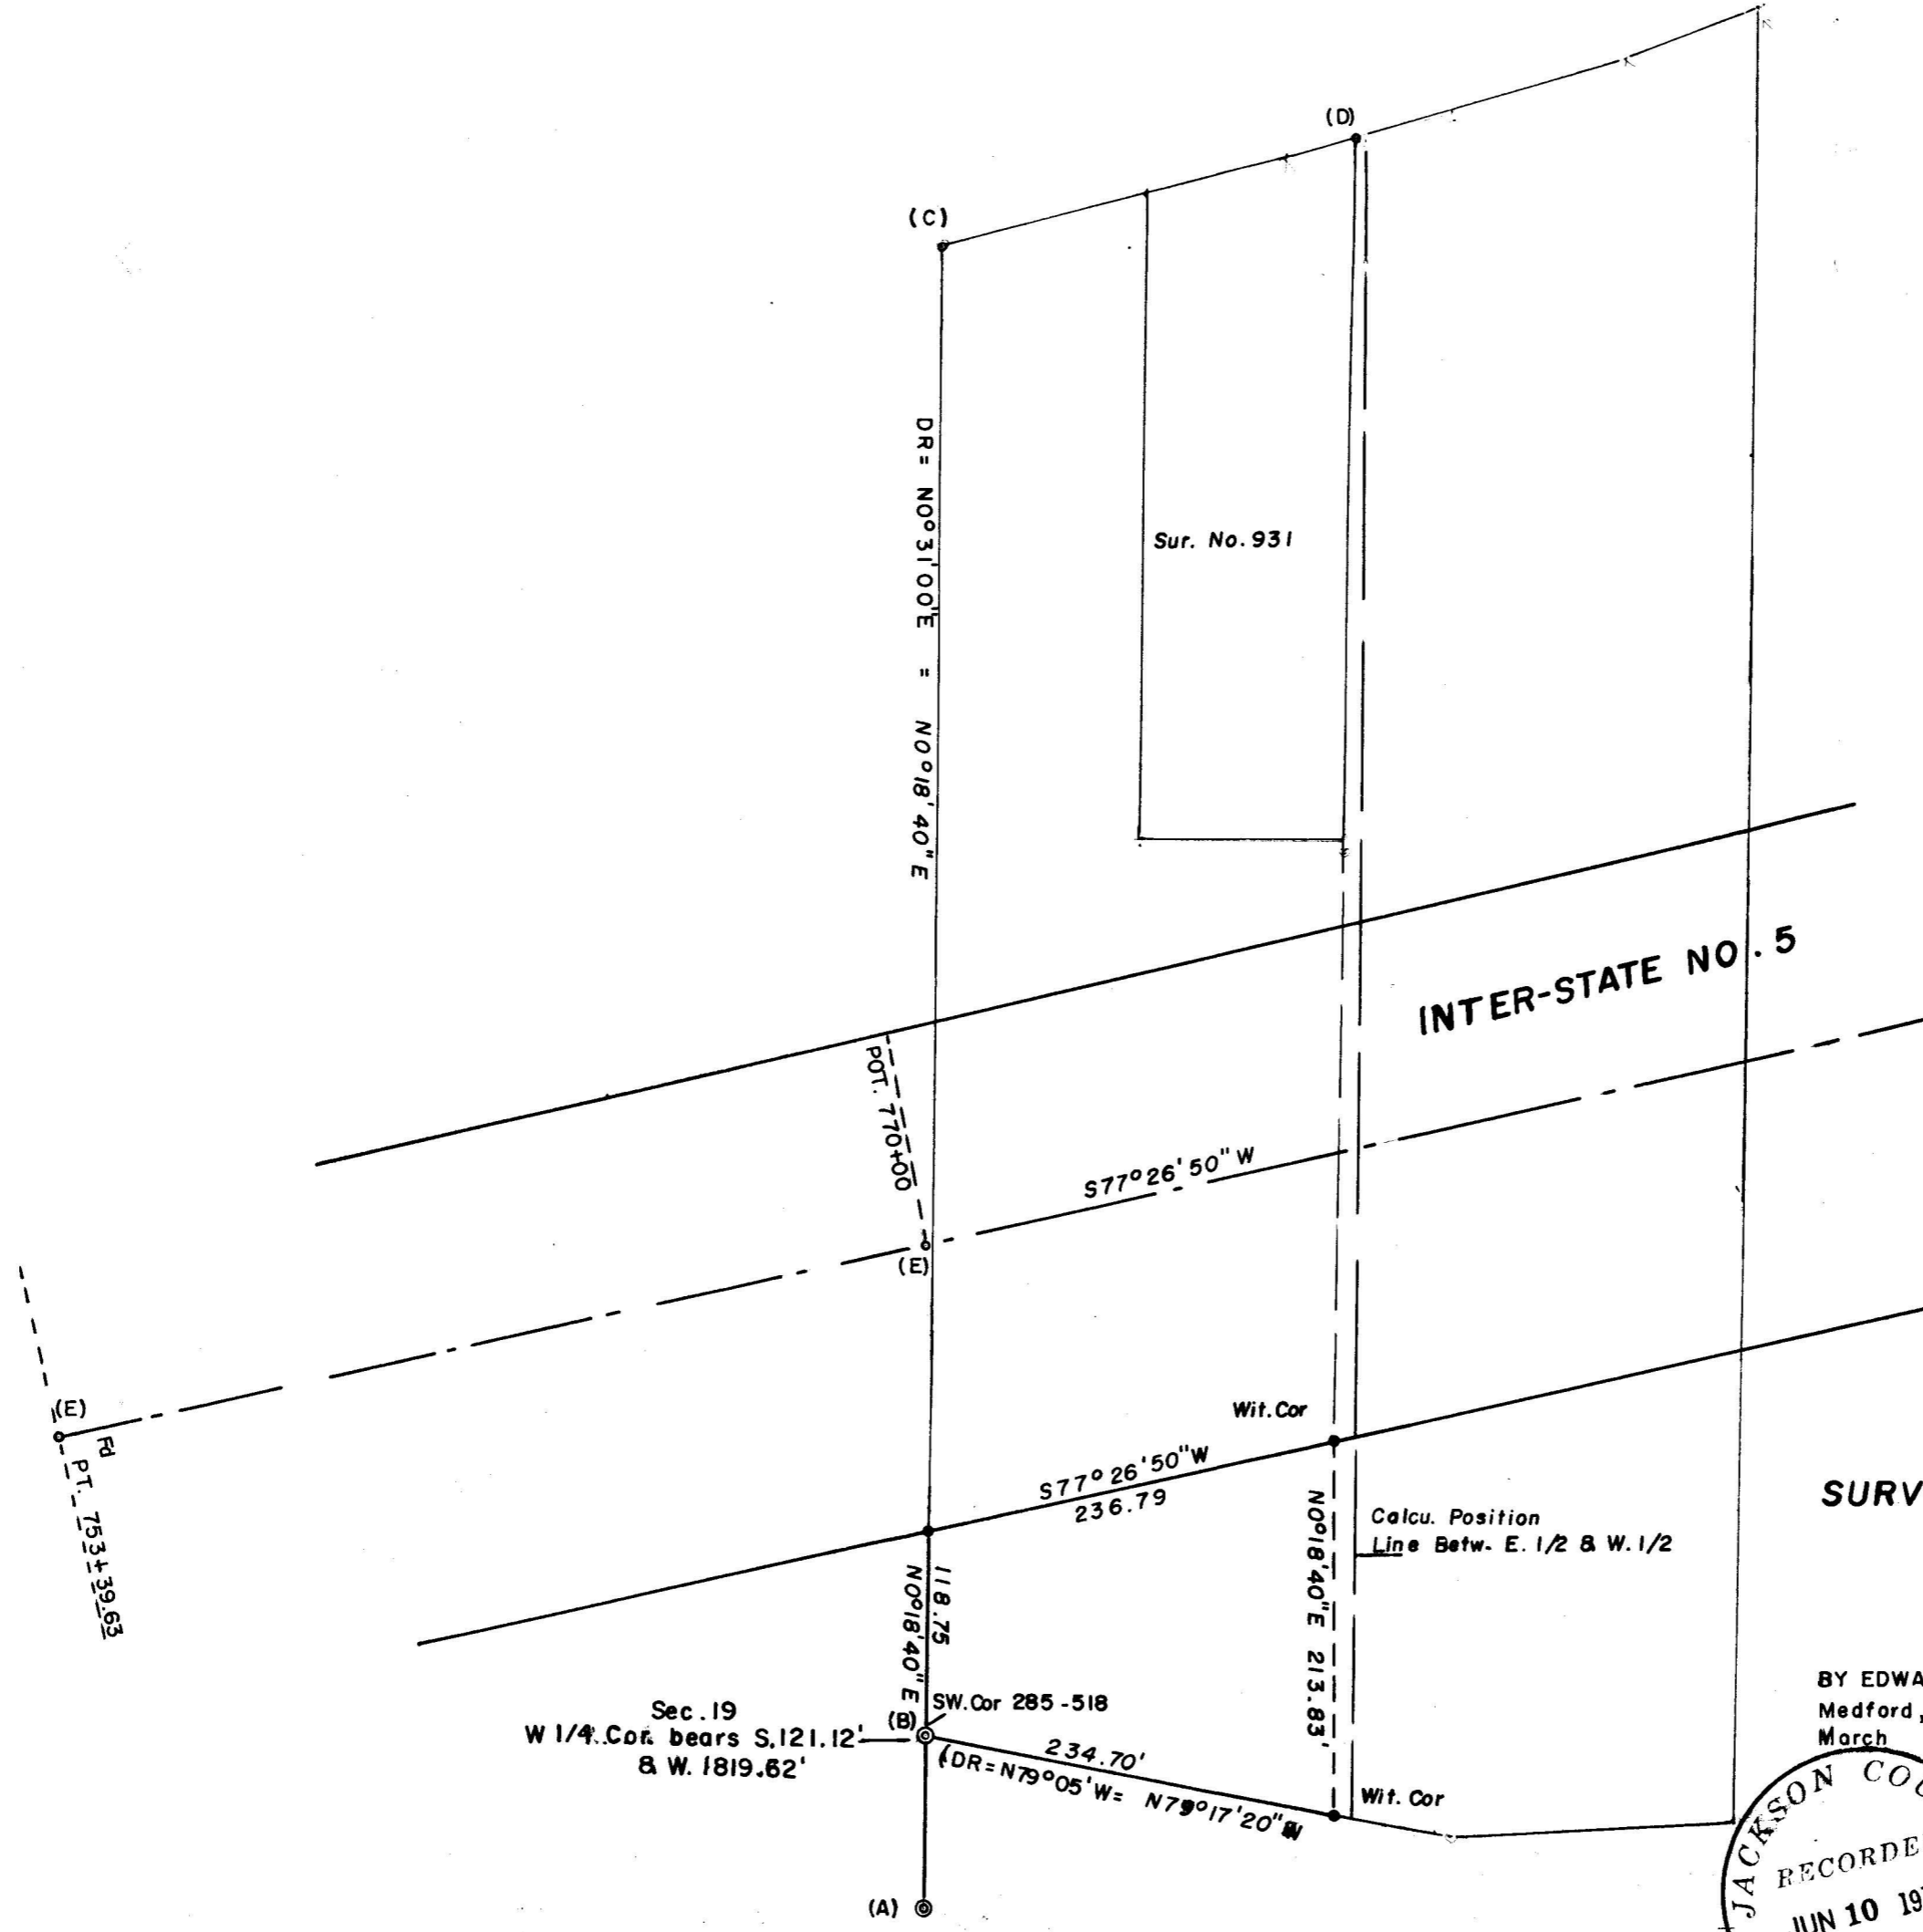 (D)
(C)
DR= N0°31'00"E = N0°18'40"E
Sur. No. 931
INTER-STATE NO. 5
POT. 770+00
S77°26'50"W
(E)
(E)
Fd
PT. 753+39.63
Wit. Cor
S77°26'50"W
236.79
N0°18'40"E 213.83'
Calcu. Position
Line Betw. E. 1/2 & W. 1/2
SURV
118.75
N0°18'40"E
SW. Cor 285-518
Sec. 19
W 1/4 Cor. bears S. 121.12'
& W. 1819.62'
(B)
234.70'
(DR=N79°05'W= N79°17'20"W
Wit. Cor
BY EDWA
Medford,
March
(A)
JACKSON COU
RECORDE
JUN 10 19